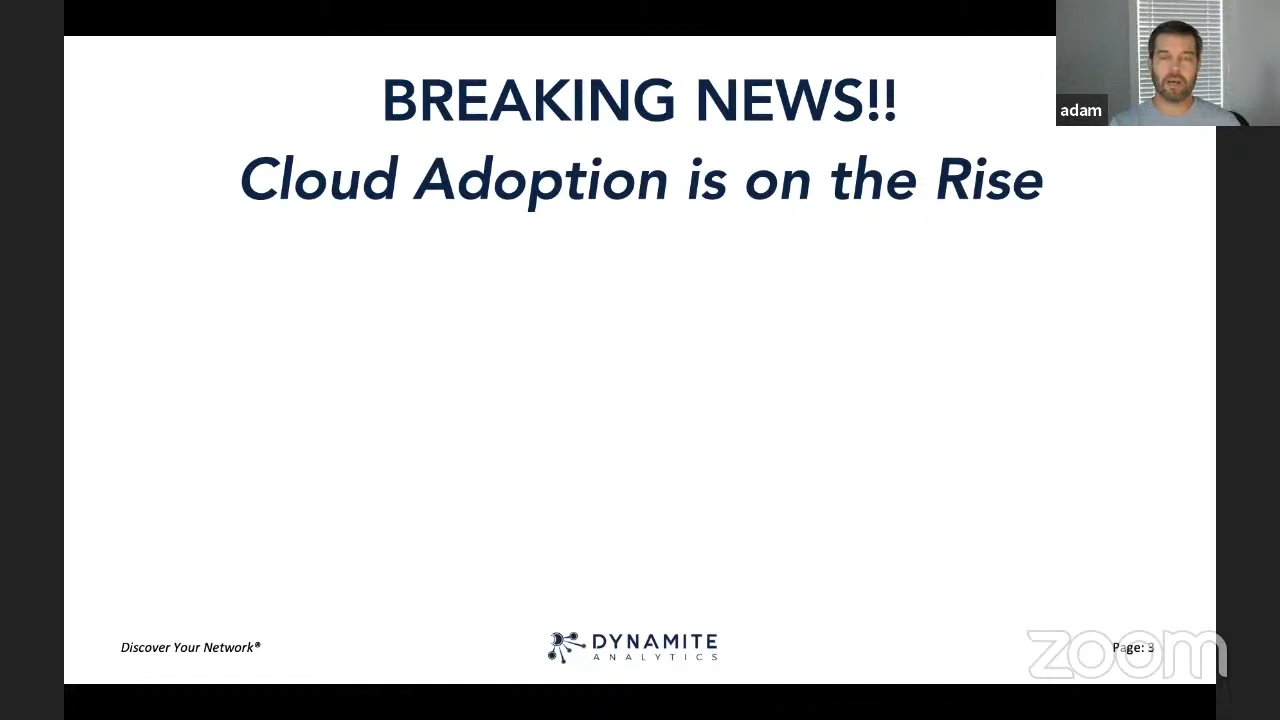 BREAKING NEWS!!
Cloud Adoption is on the Rise
adam
Discover Your Network®
DYNAMITE
ANALYTICS
Page: 3
zoom